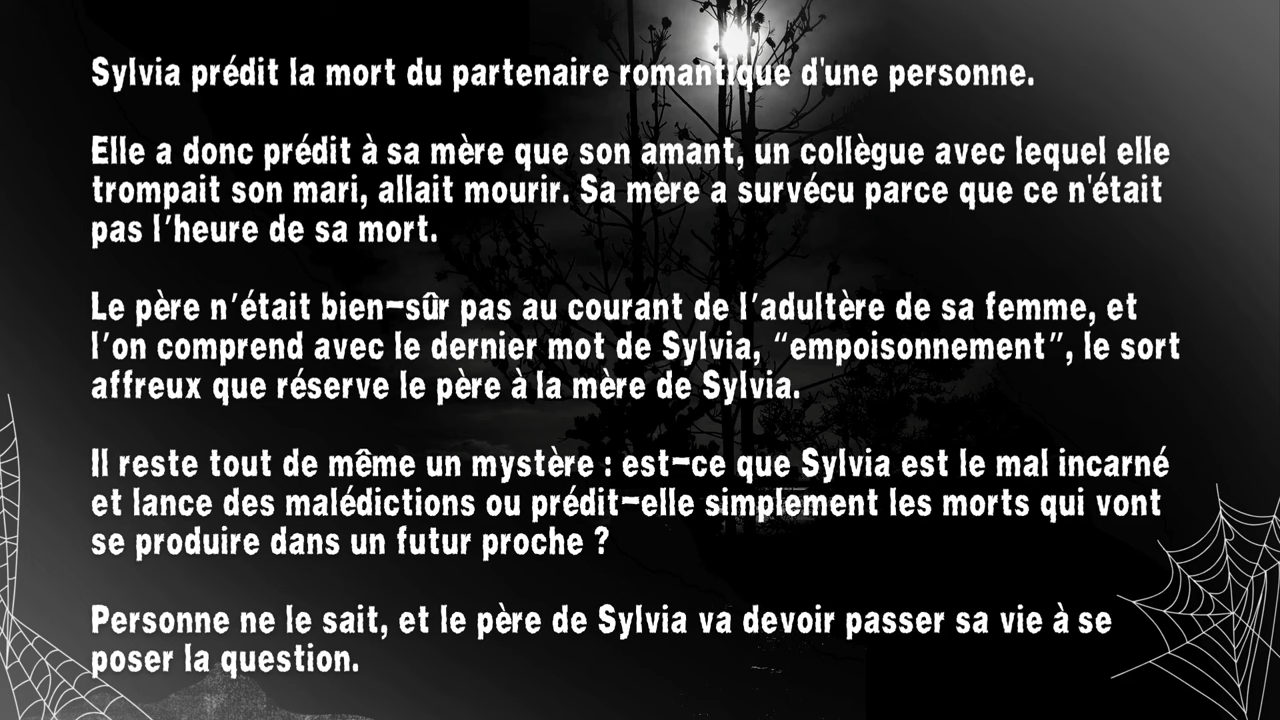 Sylvia prédit la mort du partenaire romantique d'une personne.
Elle a donc prédit à sa mère que son amant, un collègue avec lequel elle
trompait son mari, allait mourir. Sa mère a survécu parce que ce n'était
pas l’heure de sa mort.
Le père n’était bien-sûr pas au courant de l’adultère de sa femme, et
l’on comprend avec le dernier mot de Sylvia, “empoisonnement”, le sort
affreux que réserve le père à la mère de Sylvia.
Il reste tout de même un mystère : est-ce que Sylvia est le mal incarné
et lance des malédictions ou prédit-elle simplement les morts qui vont
se produire dans un futur proche ?
Personne ne le sait, et le père de Sylvia va devoir passer sa vie à se
poser la question.